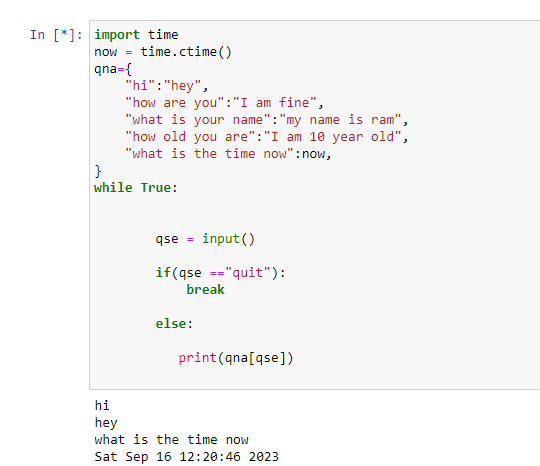 In [*]: import time
now = time.ctime()
qna={
"hi":"hey",
"how are you":"I am fine",
"what is your name":"my name is ram",
"how old you are":"I am 10 year old",
"what is the time now":now,
}
while True:
qse = input()
if(qse =="quit"):
break
else:
print(qna[qse])
hi
hey
what is the time now
Sat Sep 16 12:20:46 2023